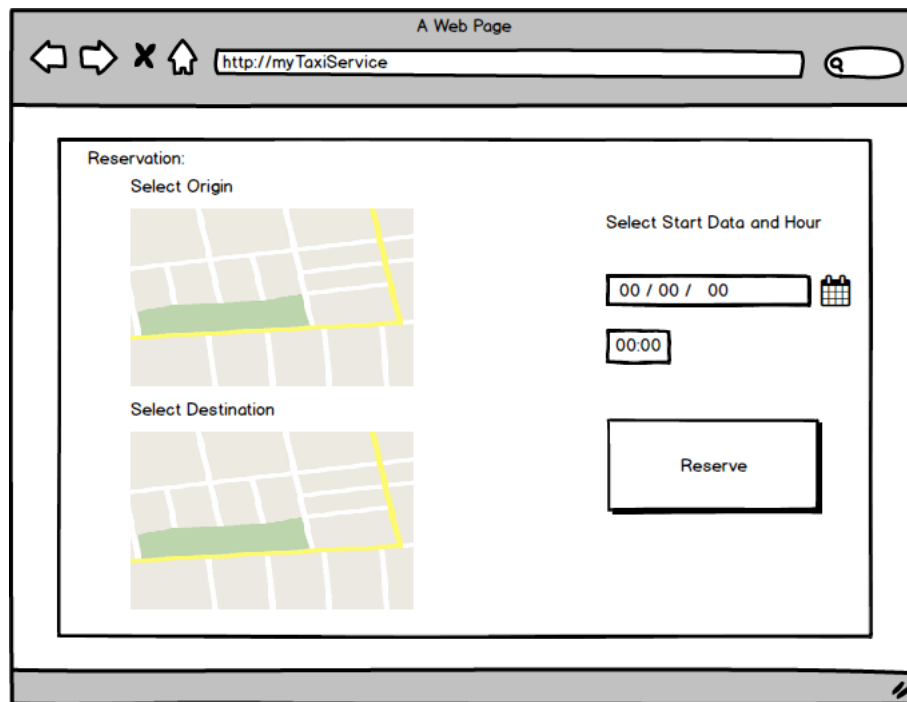 A Web Page
http://myTaxiService
Reservation:
Select Origin
Select Start Data and Hour
00 / 00 / 00
00:00
Select Destination
Reserve